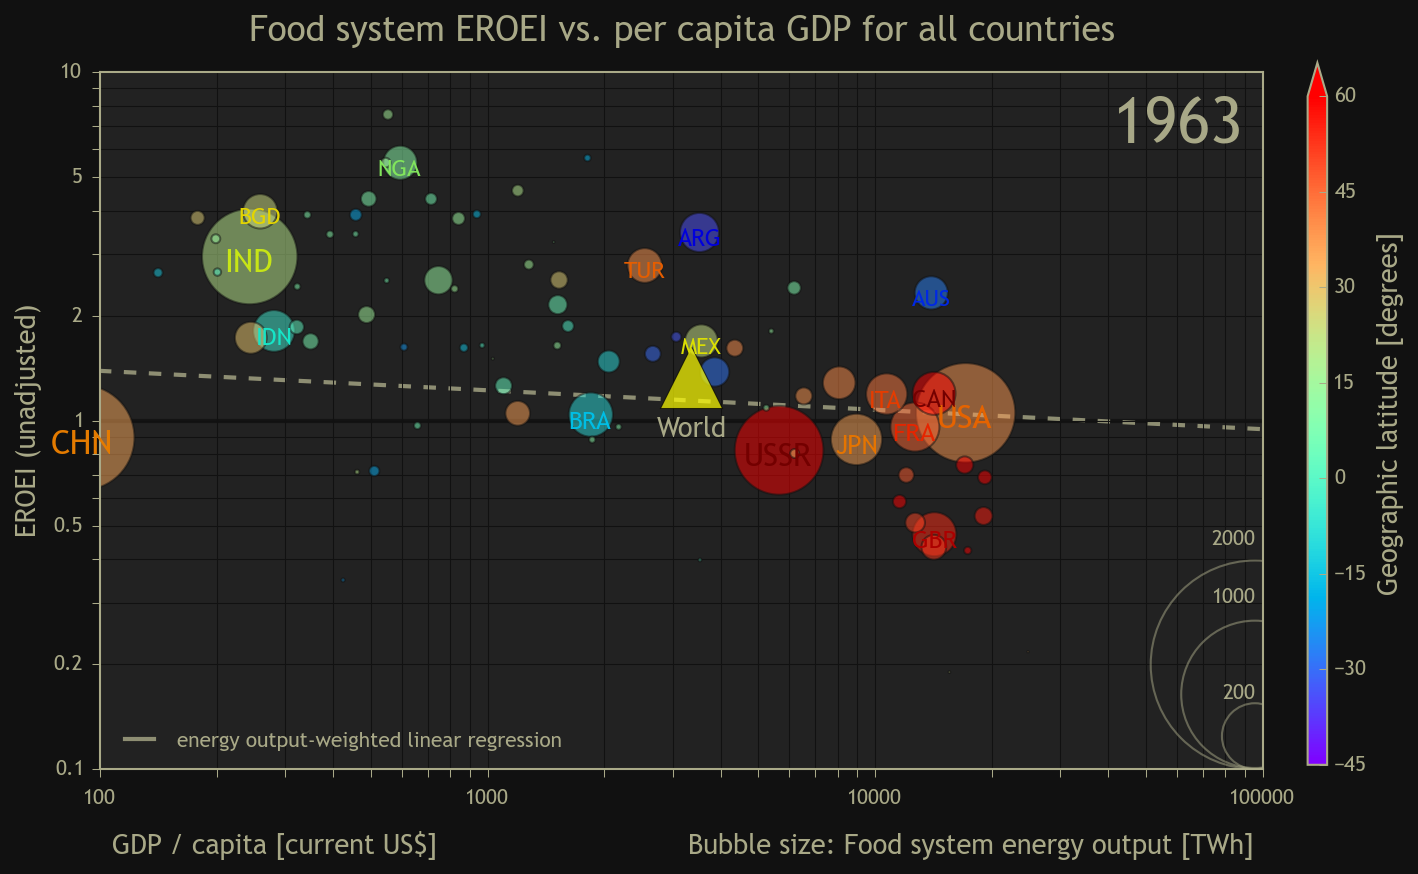 Food system EROEI vs. per capita GDP for all countries
1963
EROEI (unadjusted)
10
5
2
1
0.5
0.2
0.1
NGA
BGD
IND
IDN
ARG
TUR
AUS
MEX
BRA
World
CHN
USSR
JPN
ITA
FRA
CAN
USA
GBR
2000
1000
200
energy output-weighted linear regression
100
1000
10000
100000
GDP / capita [current US$]
Bubble size: Food system energy output [TWh]
60
45
30
15
0
−15
−30
−45
Geographic latitude [degrees]